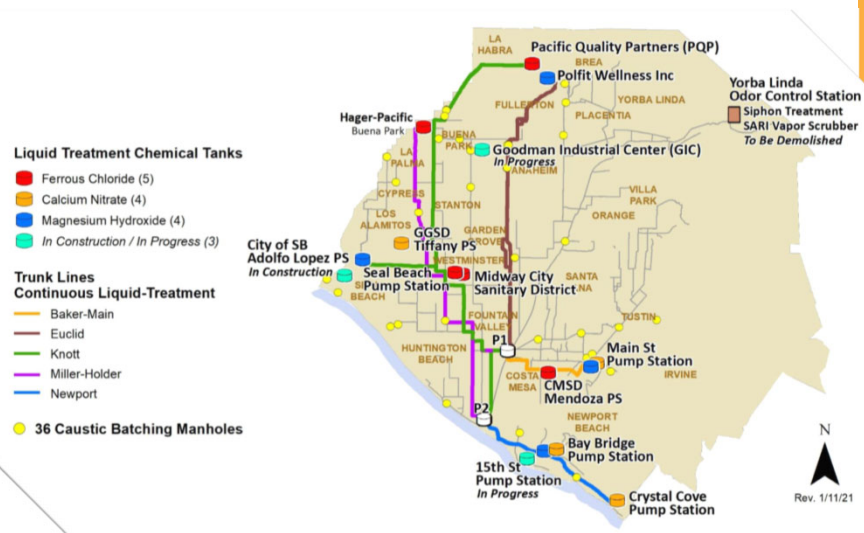 LA
HABRA
Pacific Quality Partners (PQP)
BREA
Polfit Wellness Inc
Yorba Linda
Odor Control Station
Siphon Treatment
SARI Vapor Scrubber
To Be Demolished
YORBA LINDA
FULLERTON
PLACENTIA
Hager-Pacific
Buena Park
BUENA
PARK
Goodman Industrial Center (GIC)
In Progress
ANAHEIM
LA
PALMA
CYPRESS
STANTON
VILLA
PARK
ORANGE
LOS
ALAMITOS
GGSD
Tiffany PS
GARDEN
GROVE
City of SB
Adolfo Lopez PS
In Construction
WESTMINSTER
Seal Beach
Pump Station
Midway City
Sanitary District
SANTA
BEACH
FOUNTAIN
VALLEY
TUSTIN
HUNTINGTON
BEACH
P1
Main St
Pump Station
IRVINE
COSTA
MESA
CMSD
Mendoza PS
P2
NEWPORT
BEACH
Bay Bridge
Pump Station
15th St
Pump Station
In Progress
Crystal Cove
Pump Station
Liquid Treatment Chemical Tanks
Ferrous Chloride (5)
Calcium Nitrate (4)
Magnesium Hydroxide (4)
In Construction / In Progress (3)
Trunk Lines
Continuous Liquid-Treatment
Baker-Main
Euclid
Knott
Miller-Holder
Newport
36 Caustic Batching Manholes
N
Rev. 1/11/21